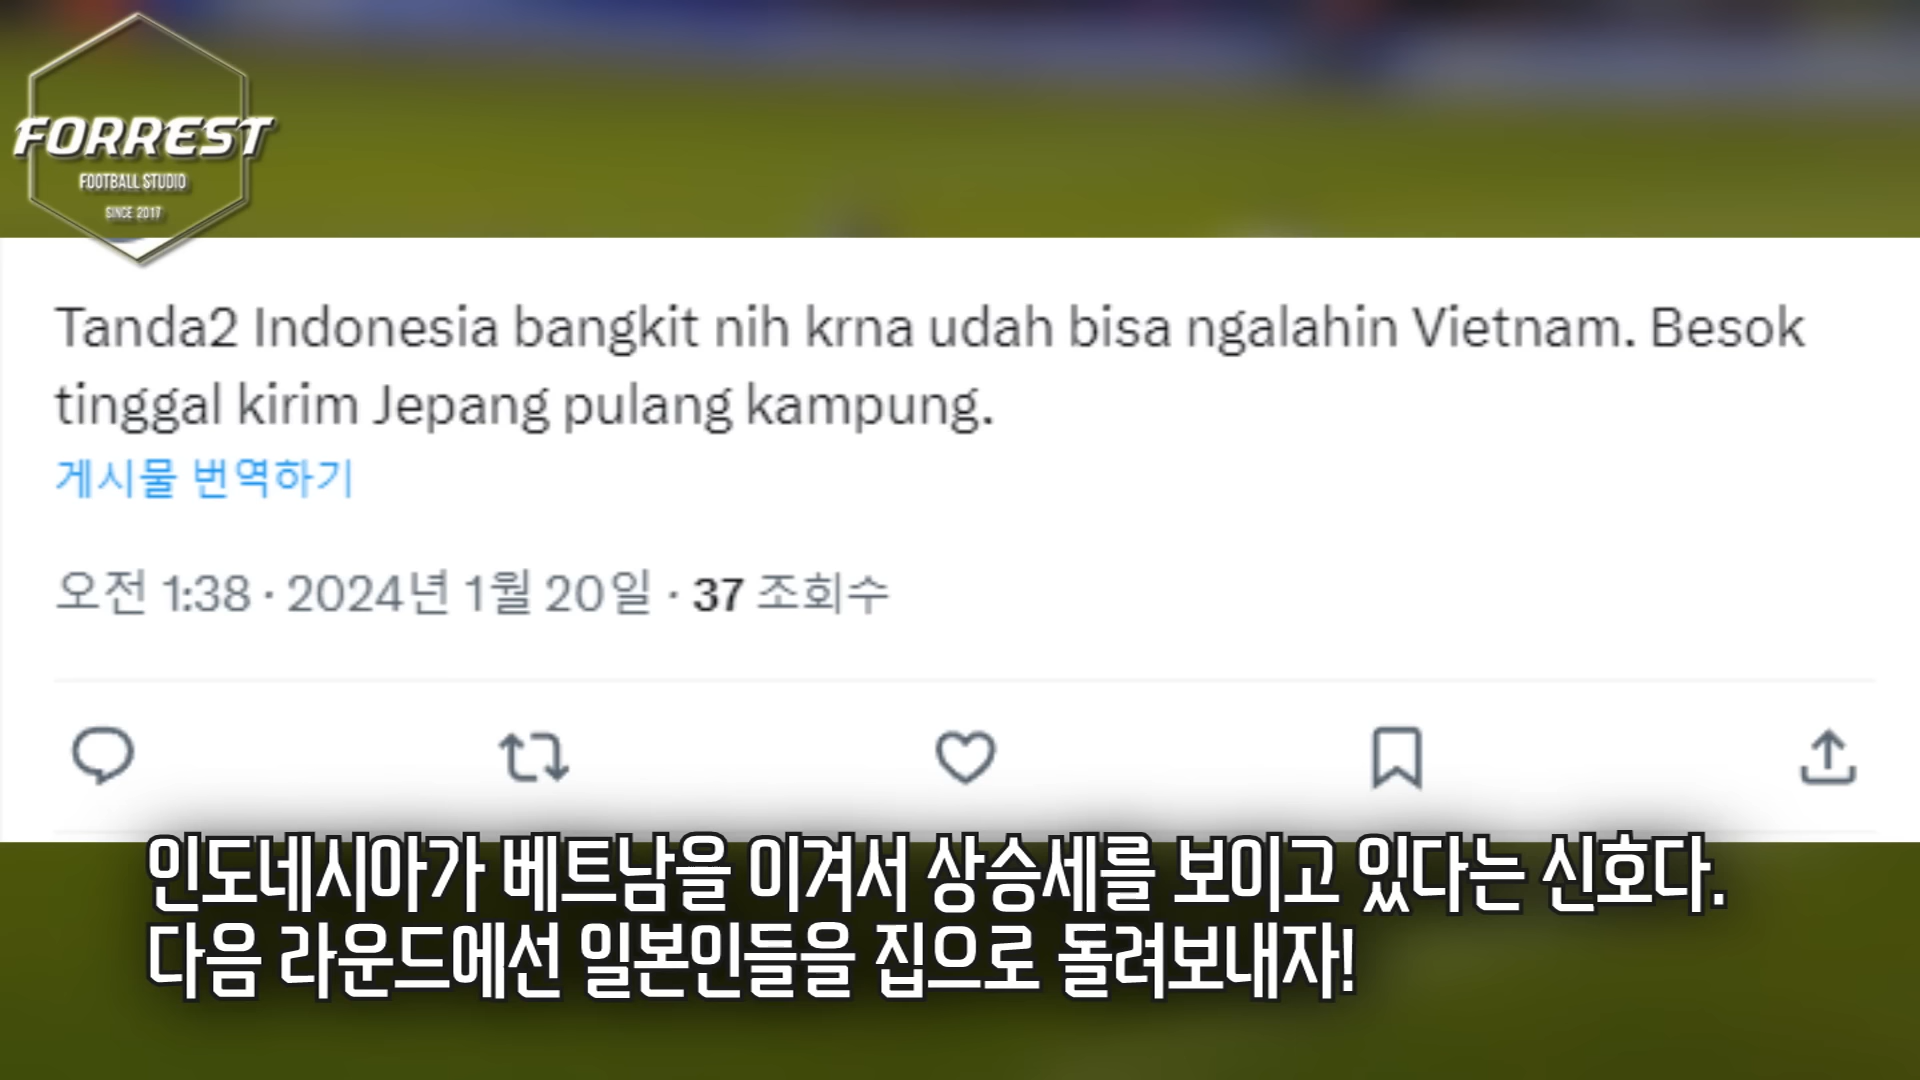 FORREST
FOOTBALL STUDIO
SINCE 2017
Tanda2 Indonesia bangkit nih krna udah bisa ngalahin Vietnam. Besok
tinggal kirim Jepang pulang kampung.
게시물 번역하기
오전 1:38 · 2024년 1월 20일 · 37 조회수
인도네시아가 베트남을 이겨서 상승세를 보이고 있다는 신호다.
다음 라운드에선 일본인들을 집으로 돌려보내자!